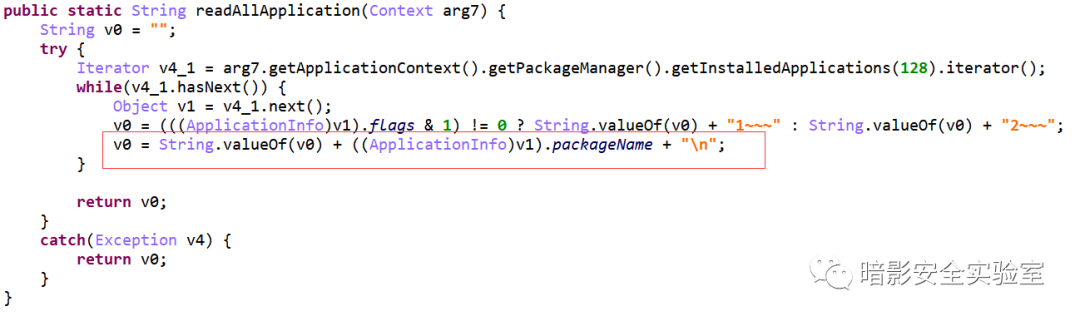 public static String readAllApplication(Context arg7) {
    String v0 = "";
    try {
        Iterator v4_1 = arg7.getApplicationContext().getPackageManager().getInstalledApplications(128).iterator();
        while(v4_1.hasNext()) {
            Object v1 = v4_1.next();
            v0 = (((ApplicationInfo)v1).flags & 1) != 0 ? String.valueOf(v0) + "1~~~" : String.valueOf(v0) + "2~~~";
            v0 = String.valueOf(v0) + ((ApplicationInfo)v1).packageName + "\n";
        }
        return v0;
    }
    catch(Exception v4) {
        return v0;
    }
}
暗影安全实验室